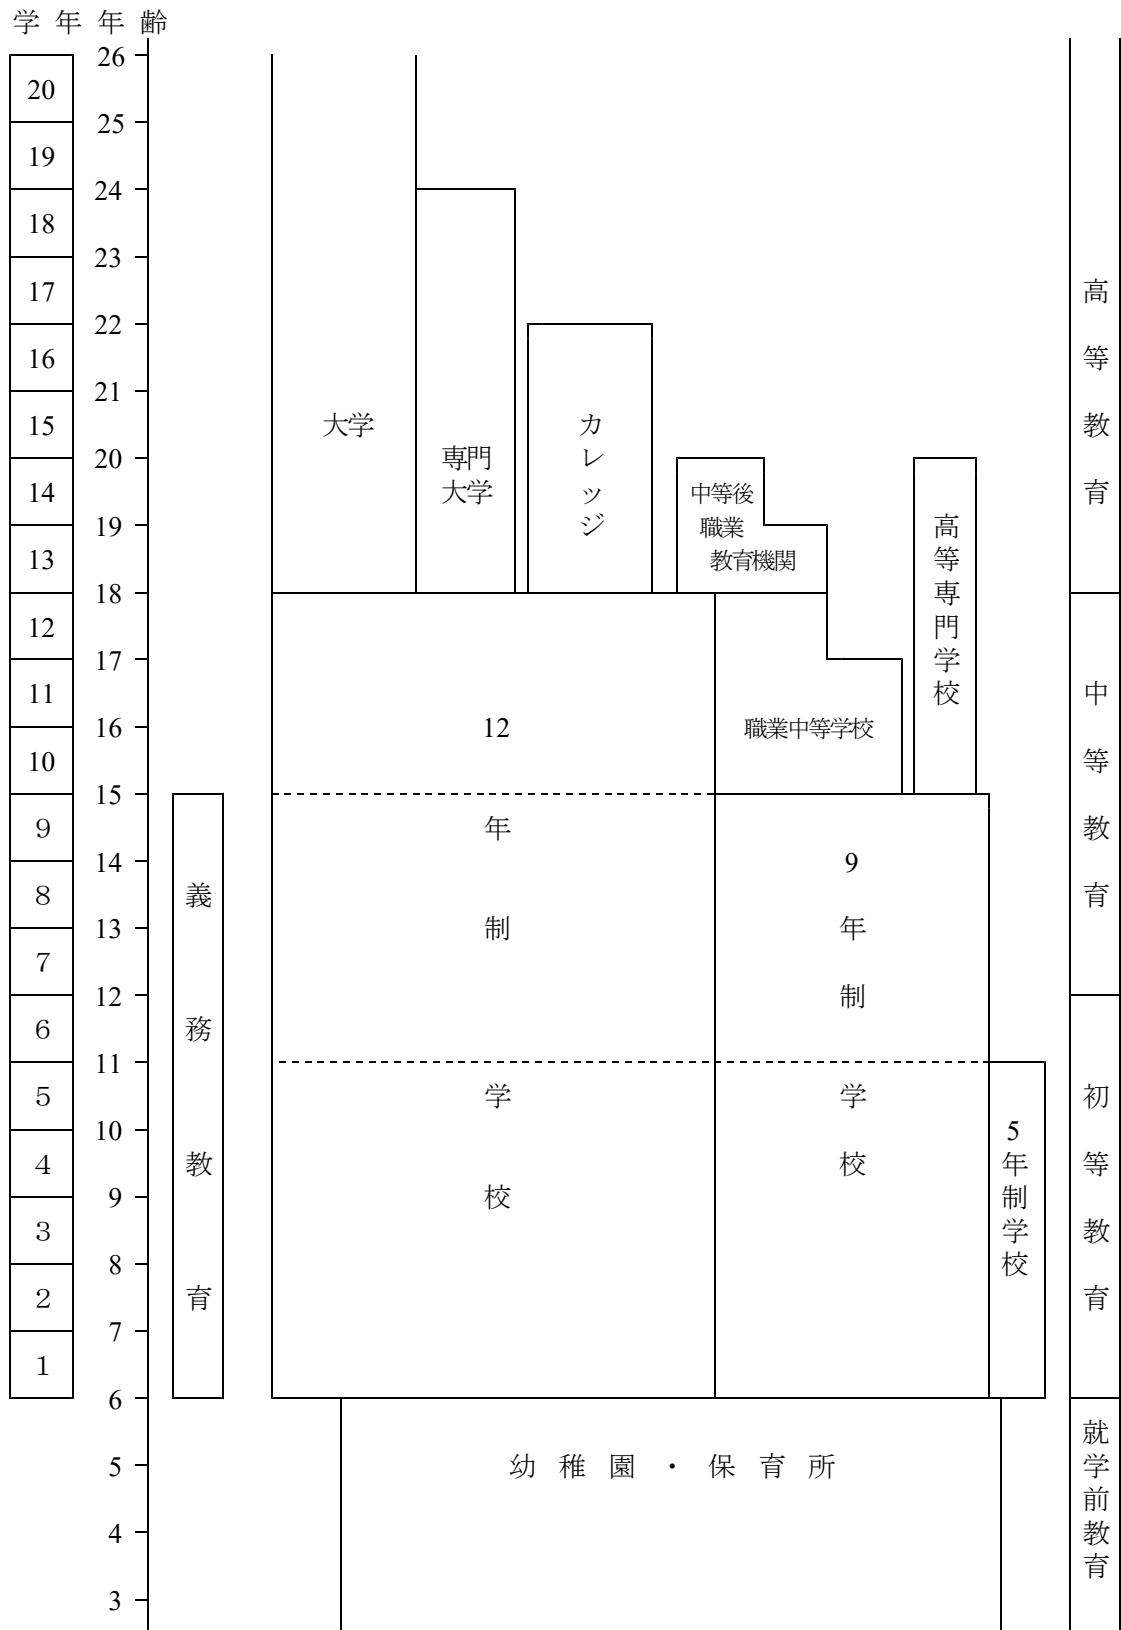 学年 年齢
26
20
25
19
24
18
23
17
22
16
21
15
20
14
19
13
18
12
17
11
16
10
15
9
14
8
13
7
12
6
11
5
10
4
9
3
8
2
7
1
6
5
4
3
義務教育
大学
専門
大学
カレッジ
中等後
職業
教育機関
高等専門学校
12年制学校
職業中等学校
9年制学校
5年制学校
幼稚園・保育所
高等教育
中等教育
初等教育
就学前教育